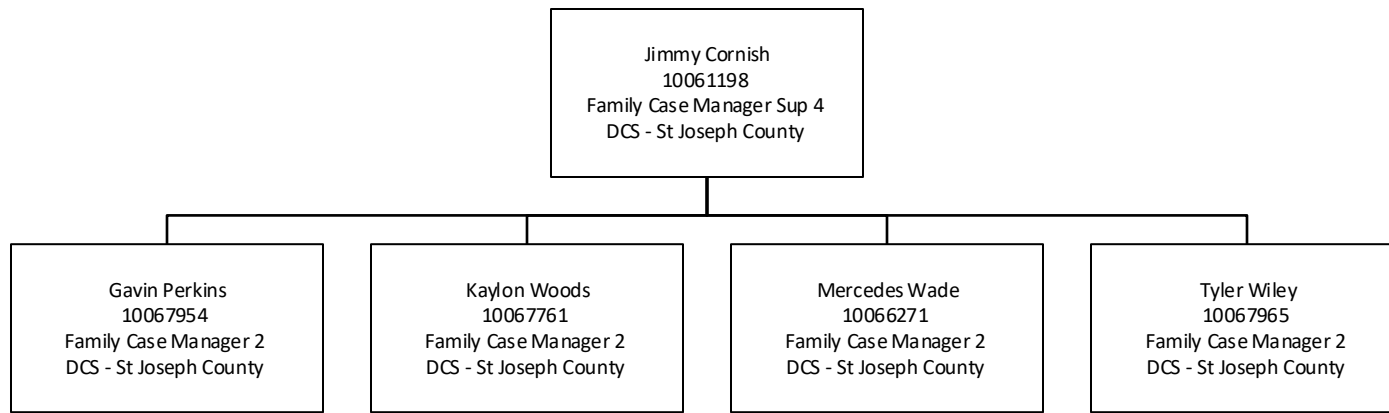 Jimmy Cornish
10061198
Family Case Manager Sup 4
DCS - St Joseph County
Gavin Perkins
10067954
Family Case Manager 2
DCS - St Joseph County
Kaylon Woods
10067761
Family Case Manager 2
DCS - St Joseph County
Mercedes Wade
10066271
Family Case Manager 2
DCS - St Joseph County
Tyler Wiley
10067965
Family Case Manager 2
DCS - St Joseph County